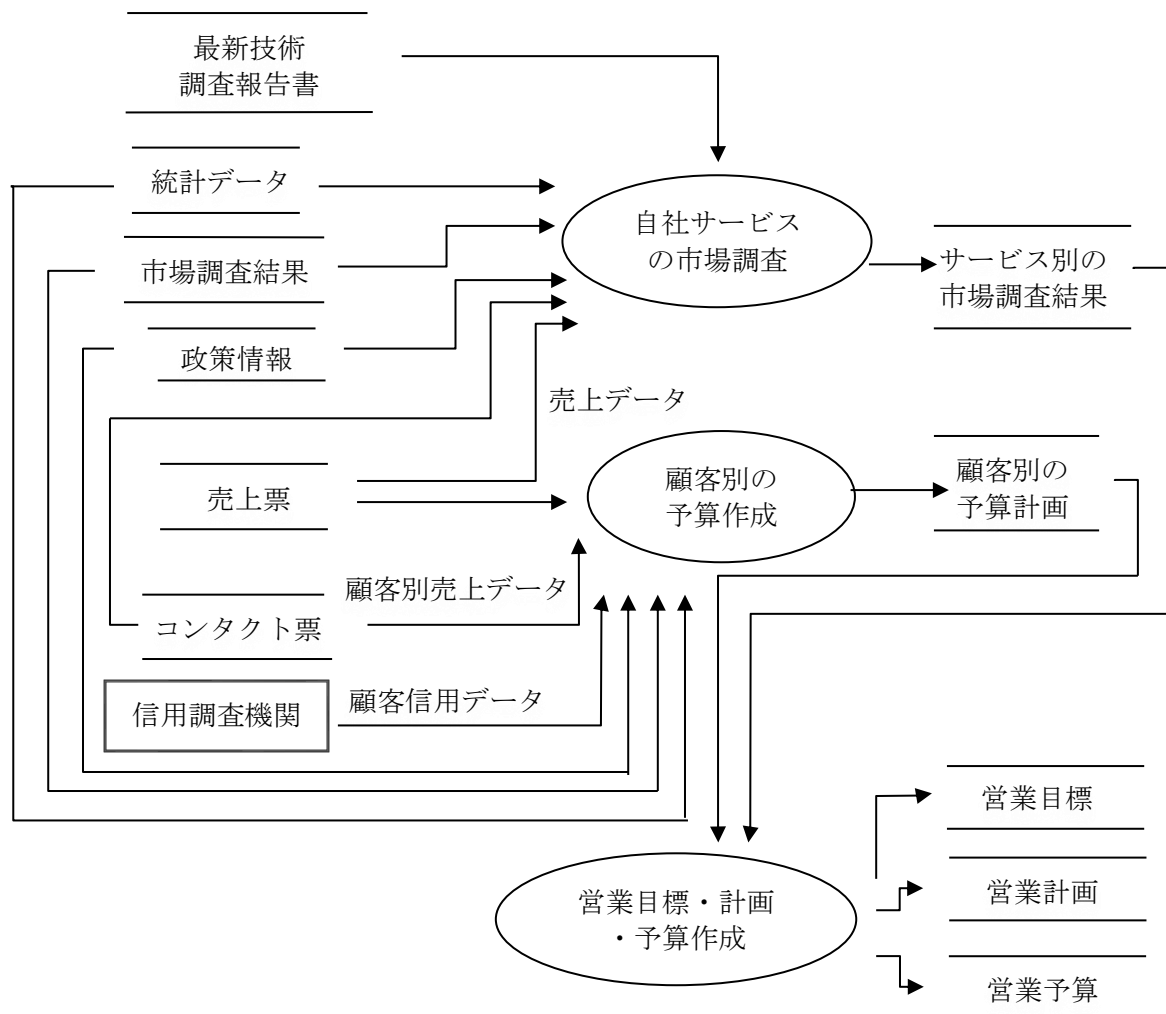 最新技術
調査報告書
統計データ
自社サービス
の市場調査
サービス別の
市場調査結果
市場調査結果
政策情報
売上データ
売上票
顧客別の
予算作成
顧客別の
予算計画
顧客別売上データ
コンタクト票
信用調査機関
顧客信用データ
営業目標
営業目標・計画
・予算作成
営業計画
営業予算